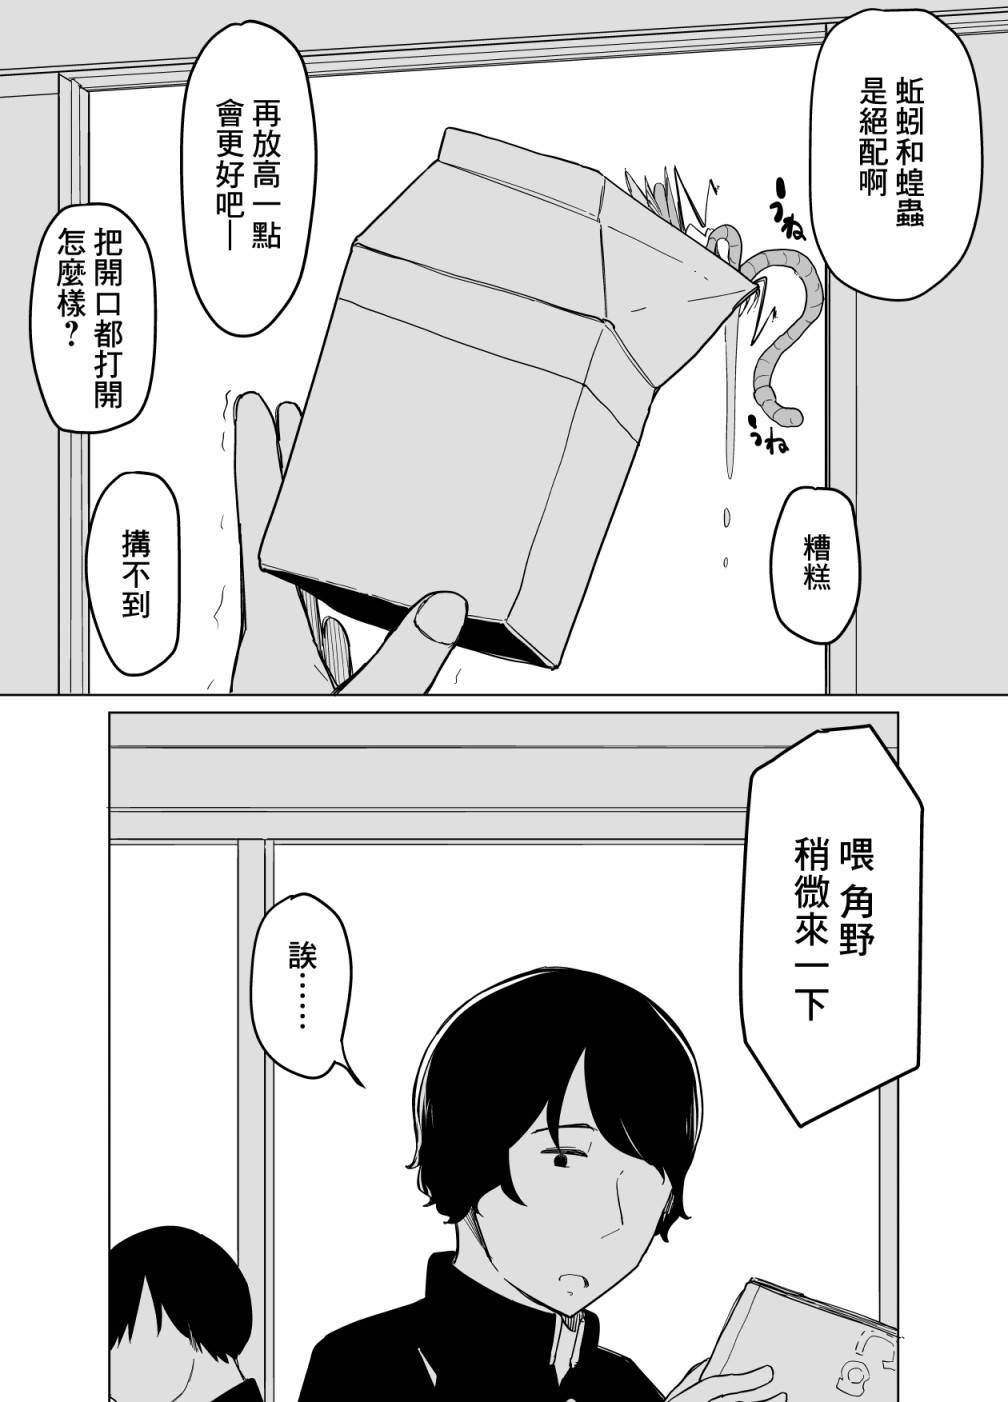 蚯蚓和蝗蟲
是絕配啊
うね
うね
再放高一點
會更好吧—
把開口都打開
怎麼樣？
糟糕
搆不到
喂 角野
稍微來一下
誒……